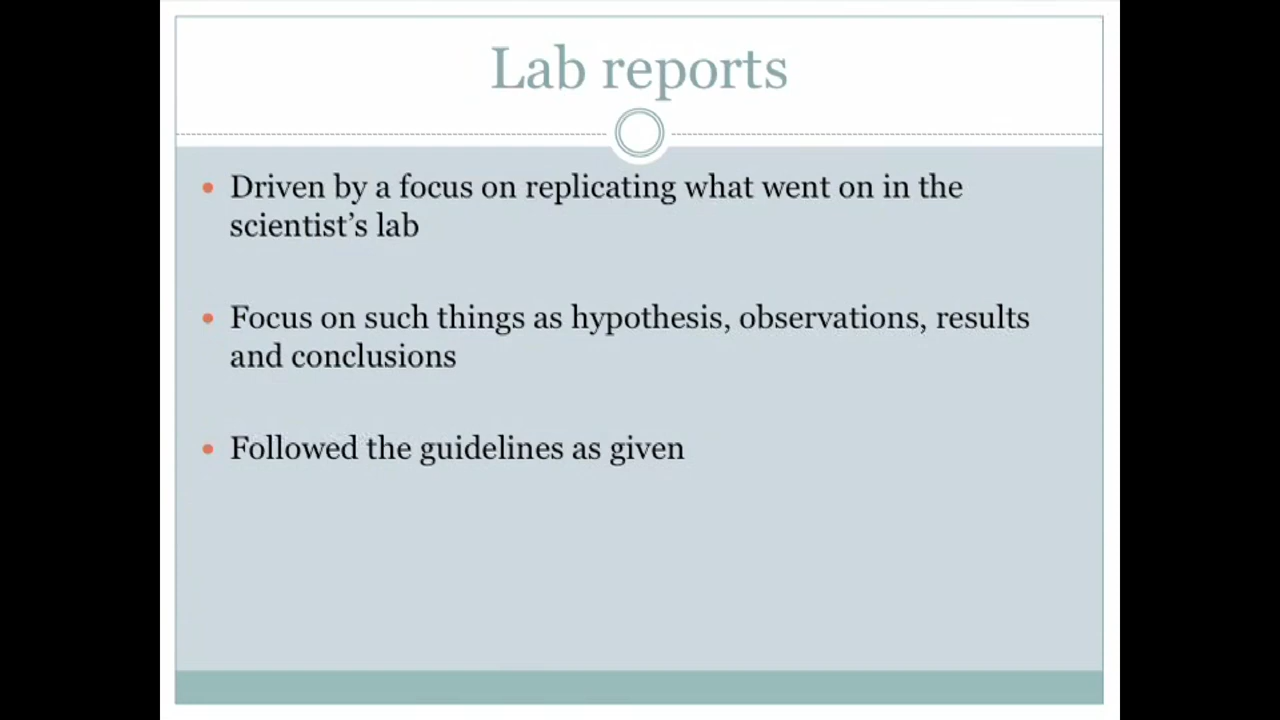 Lab reports
Driven by a focus on replicating what went on in the
scientist’s lab
Focus on such things as hypothesis, observations, results
and conclusions
Followed the guidelines as given